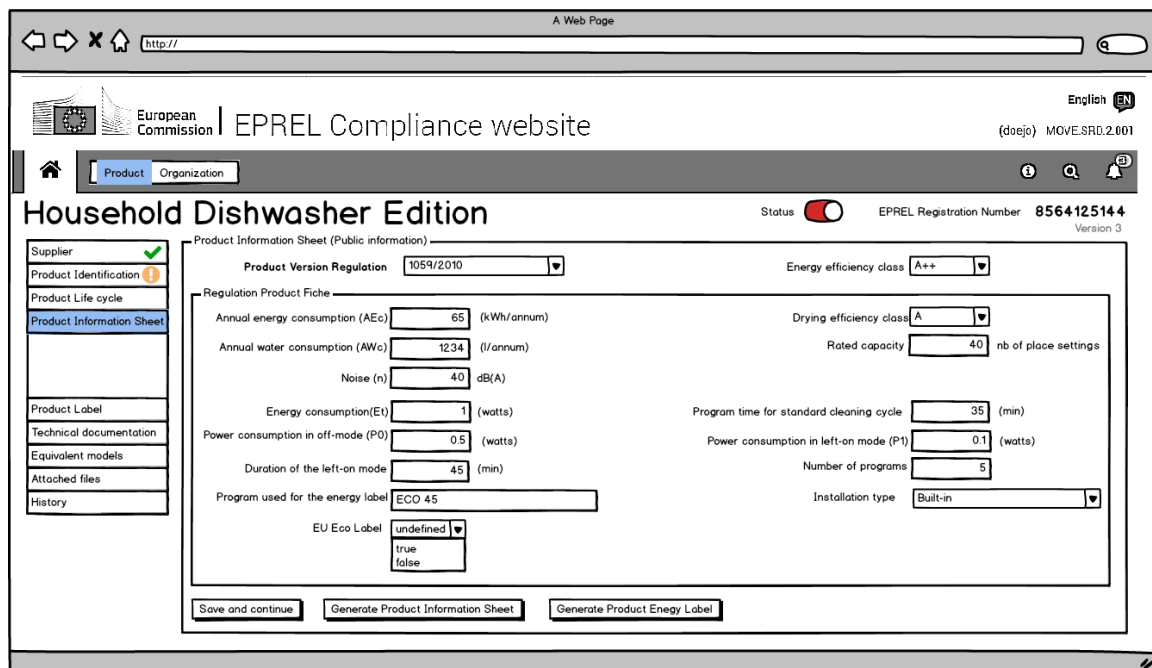 A Web Page
http://
English EN
European
Commission
EPREL Compliance website
(doejo) MOVE.SRD.2.001
Product Organization
Household Dishwasher Edition
Status
EPREL Registration Number 8564125144
Version 3
Supplier
Product Identification
Product Life cycle
Product Information Sheet
Product Label
Technical documentation
Equivalent models
Attached files
History
Product Information Sheet (Public information)
Product Version Regulation 1059/2010
Energy efficiency class A++
Regulation Product Fiche
Annual energy consumption (AEc) 65 (kWh/annum)
Drying efficiency class A
Annual water consumption (AWc) 1234 (l/annum)
Rated capacity 40 nb of place settings
Noise (n) 40 dB(A)
Energy consumption(Et) 1 (watts)
Program time for standard cleaning cycle 35 (min)
Power consumption in off-mode (P0) 0.5 (watts)
Power consumption in left-on mode (P1) 0.1 (watts)
Duration of the left-on mode 45 (min)
Number of programs 5
Program used for the energy label ECO 45
Installation type Built-in
EU Eco Label undefined
true
false
Save and continue
Generate Product Information Sheet
Generate Product Enegy Label